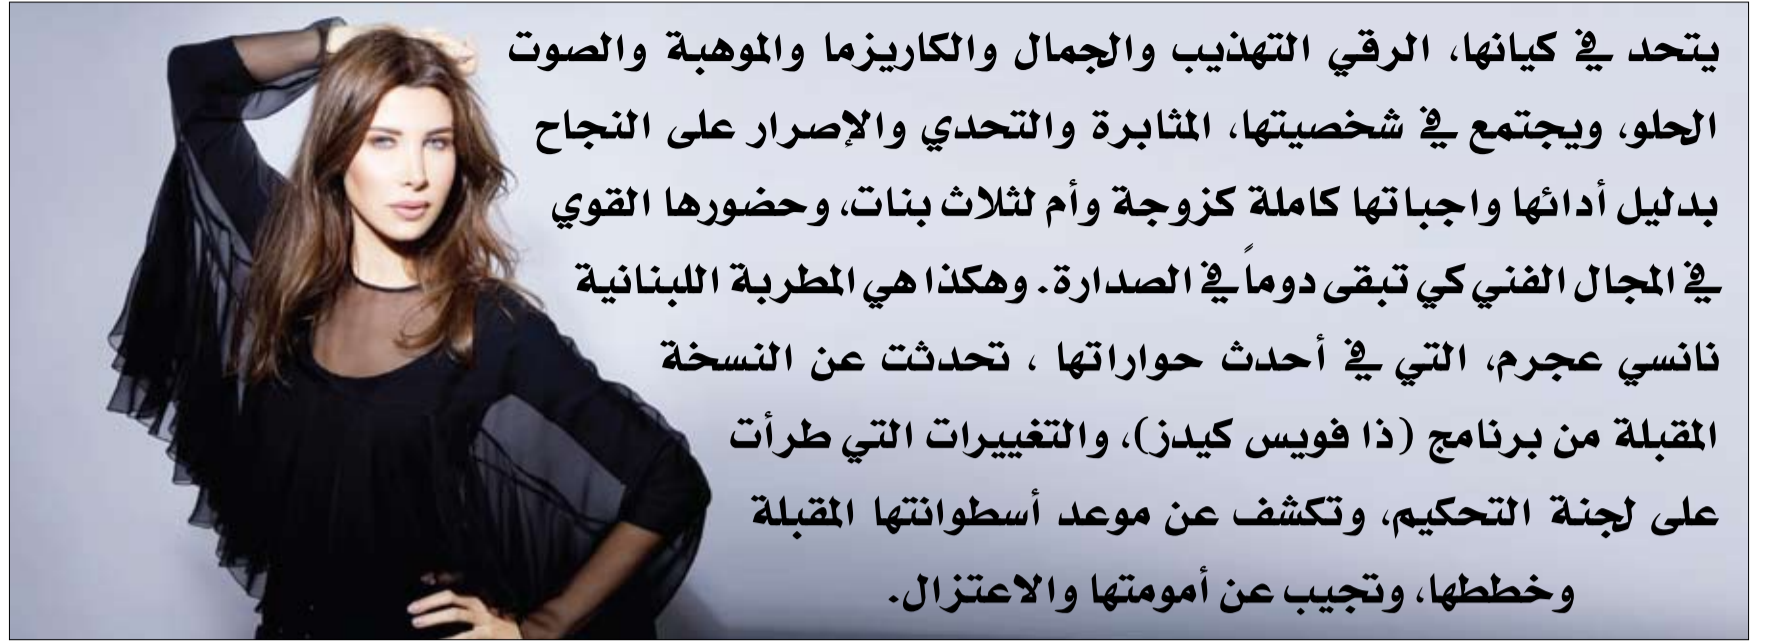 يتحد في كيانها، الرقي التهذيب والجمال والكاريزما والموهبة والصوت
الحلو، ويجتمع في شخصيتها، المثابرة والتحدي والإصرار على النجاح
بدليل أدائها واجباتها كاملة كزوجة وأم لثلاث بنات، وحضورها القوي
في المجال الفني كي تبقى دوماً في الصدارة. وهكذا هي المطربة اللبنانية
نانسي عجرم، التي في أحدث حواراتها ، تحدثت عن النسخة
المقبلة من برنامج (ذا فويس كيدز)، والتغييرات التي طرأت
على لجنة التحكيم، وتكشف عن موعد أسطوانتها المقبلة
وخططها، وتجيب عن أمومتها والاعتزال.